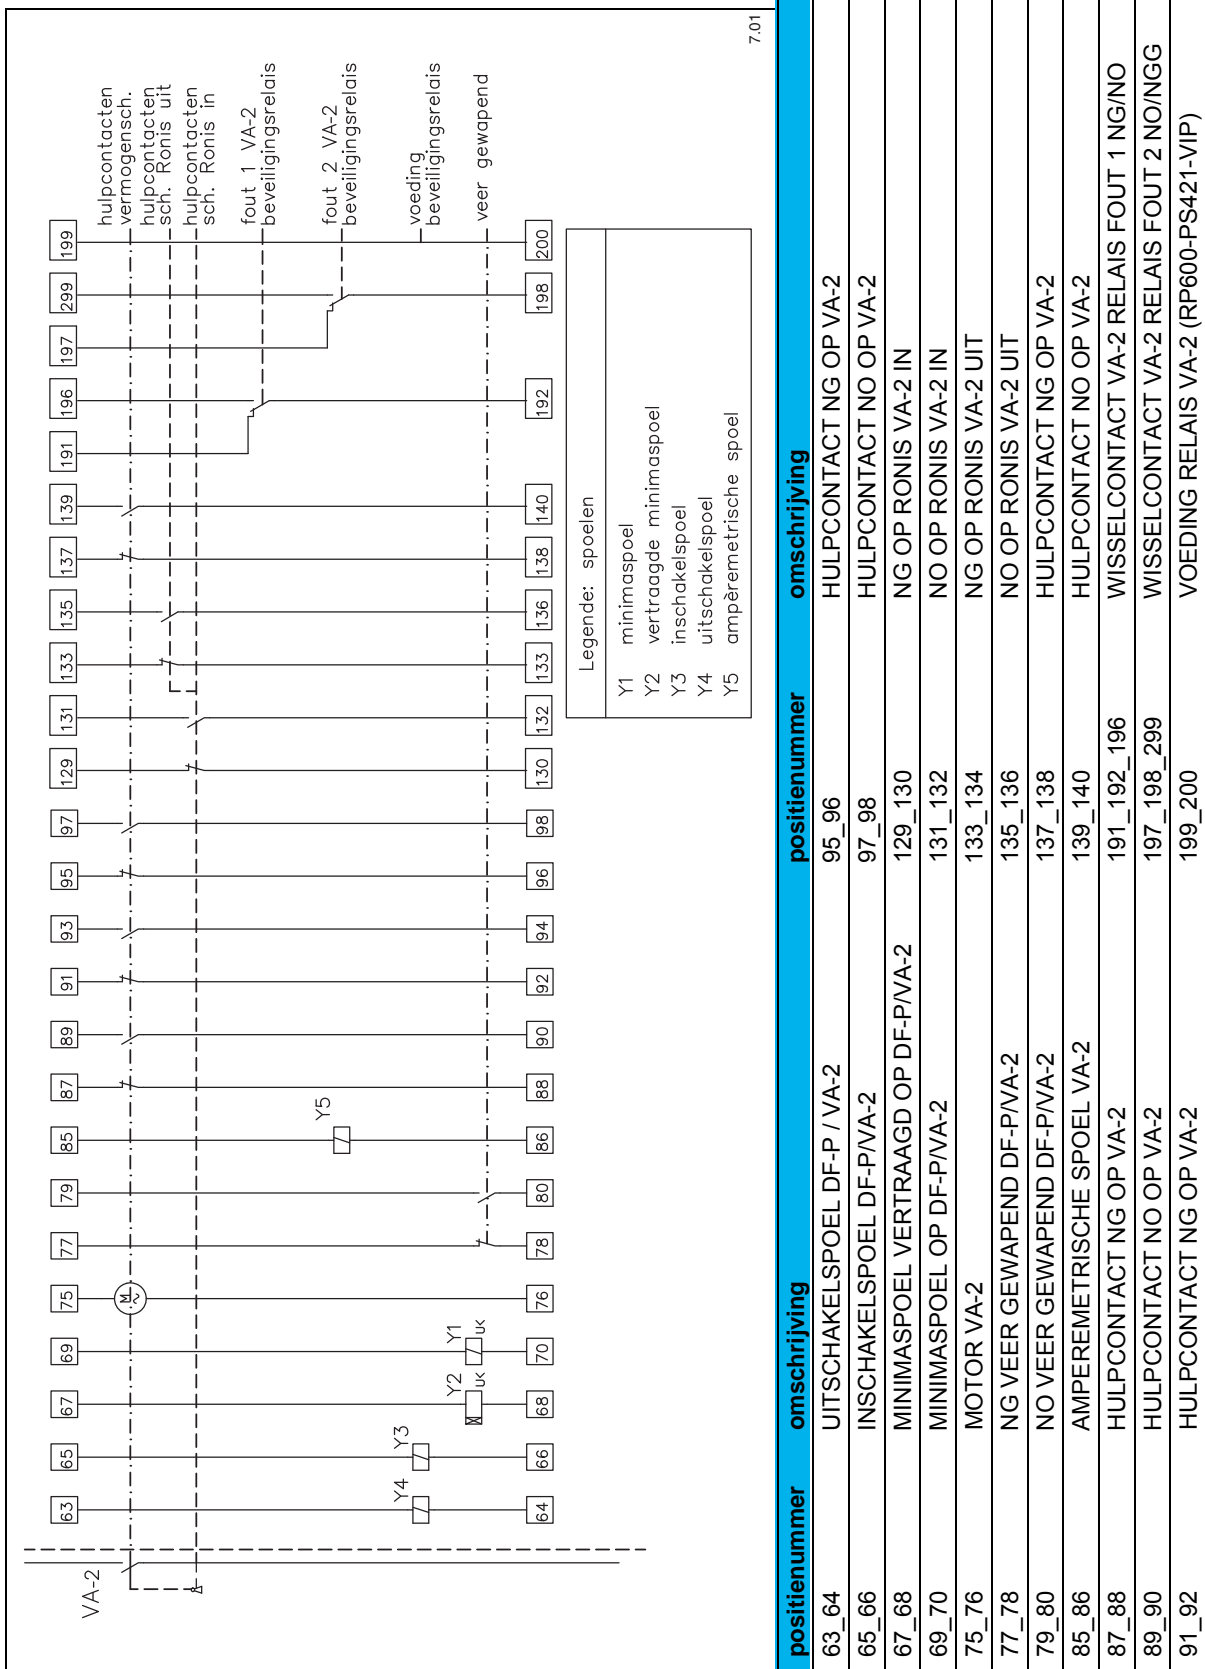 7.01
VA-2
63
65
67
69
75
77
79
85
87
89
91
93
95
97
129
131
133
135
137
139
191
196
197
299
199
hulpcontacten
vermogensch.
hulpcontacten
sch. Ronis uit
hulpcontacten
sch. Ronis in
fout 1 VA-2
beveiligingsrelais
fout 2 VA-2
beveiligingsrelais
voeding
beveiligingsrelais
veer gewapend
M
~
Y5
Y4
Y3
Y2
U<
Y1
U<
64
66
68
70
76
78
80
86
88
90
92
94
96
98
130
132
133
136
138
140
192
198
200
Legende: spoelen
Y1 minimaspoel
Y2 vertraagde minimaspoel
Y3 inschakelspoel
Y4 uitschakelspoel
Y5 ampèremetrische spoel
positienummer omschrijving positienummer omschrijving
63_64 UITSCHAKELSPOEL DF-P / VA-2 95_96 HULPCONTACT NG OP VA-2
65_66 INSCHAKELSPOEL DF-P/VA-2 97_98 HULPCONTACT NO OP VA-2
67_68 MINIMASPOEL VERTRAAGD OP DF-P/VA-2 129_130 NG OP RONIS VA-2 IN
69_70 MINIMASPOEL OP DF-P/VA-2 131_132 NO OP RONIS VA-2 IN
75_76 MOTOR VA-2 133_134 NG OP RONIS VA-2 UIT
77_78 NG VEER GEWAPEND DF-P/VA-2 135_136 NO OP RONIS VA-2 UIT
79_80 NO VEER GEWAPEND DF-P/VA-2 137_138 HULPCONTACT NG OP VA-2
85_86 AMPEREMETRISCHE SPOEL VA-2 139_140 HULPCONTACT NO OP VA-2
87_88 HULPCONTACT NG OP VA-2 191_192_196 WISSELCONTACT VA-2 RELAIS FOUT 1 NG/NO
89_90 HULPCONTACT NO OP VA-2 197_198_299 WISSELCONTACT VA-2 RELAIS FOUT 2 NO/NGG
91_92 HULPCONTACT NG OP VA-2 199_200 VOEDING RELAIS VA-2 (RP600-PS421-VIP)